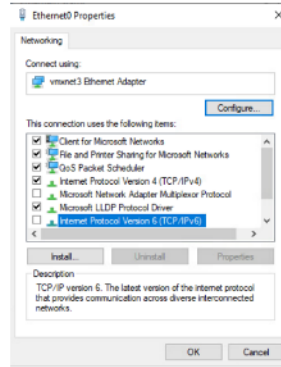 Ethernet0 Properties
Networking
Connect using:
vmxnet3 Ethernet Adapter
Configure...
This connection uses the following items:
Client for Microsoft Networks
File and Printer Sharing for Microsoft Networks
QoS Packet Scheduler
Internet Protocol Version 4 (TCP/IPv4)
Microsoft Network Adapter Multiplexor Protocol
Microsoft LLDP Protocol Driver
Internet Protocol Version 6 (TCP/IPv6)
Install...
Uninstall
Properties
Description
TCP/IP version 6. The latest version of the internet protocol
that provides communication across diverse interconnected
networks.
OK
Cancel